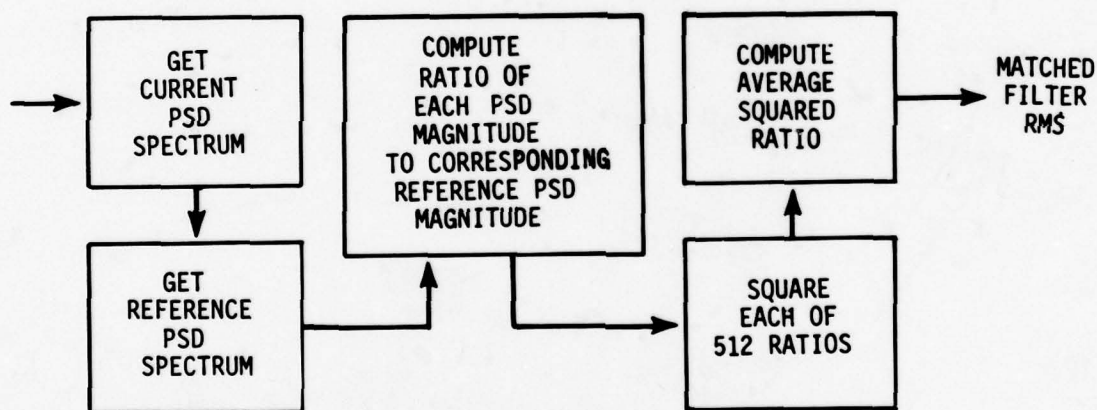 GET
CURRENT
PSD
SPECTRUM
GET
REFERENCE
PSD
SPECTRUM
COMPUTE
RATIO OF
EACH PSD
MAGNITUDE
TO CORRESPONDING
REFERENCE PSD
MAGNITUDE
SQUARE
EACH OF
512 RATIOS
COMPUTE
AVERAGE
SQUARED
RATIO
MATCHED
FILTER
RMS